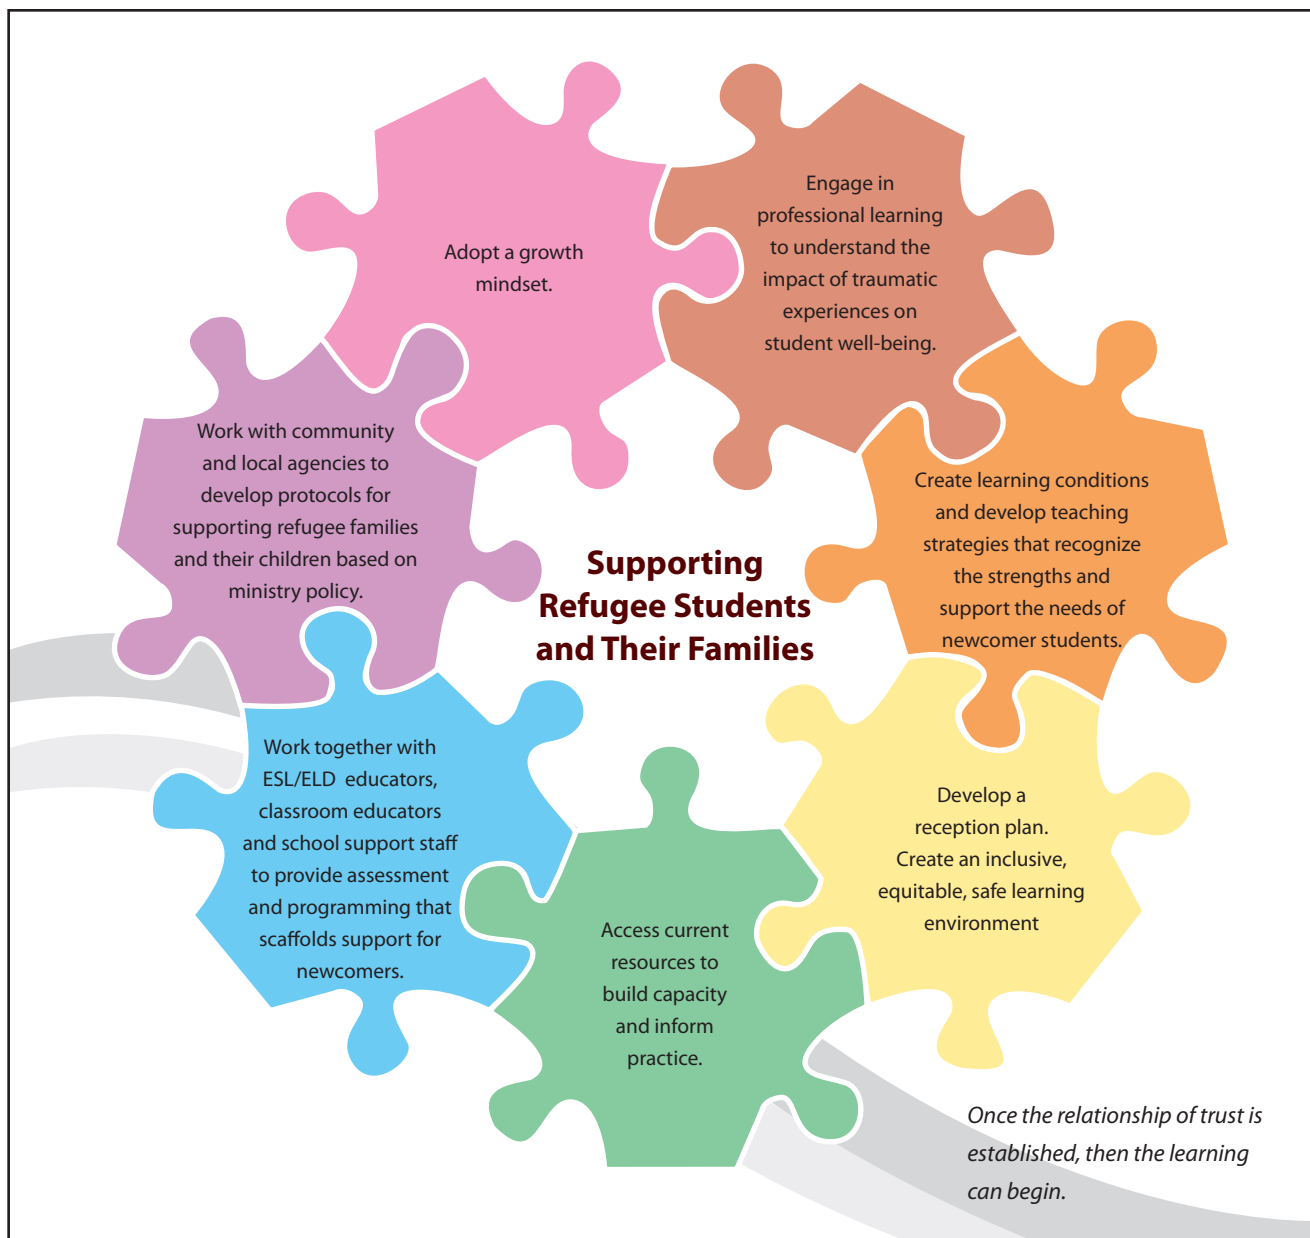 Adopt a growth
mindset.
Engage in
professional learning
to understand the
impact of traumatic
experiences on
student well-being.
Create learning conditions
and develop teaching
strategies that recognize
the strengths and
support the needs of
newcomer students.
Develop a
reception plan.
Create an inclusive,
equitable, safe learning
environment
Access current
resources to
build capacity
and inform
practice.
Work together with
ESL/ELD educators,
classroom educators
and school support staff
to provide assessment
and programming that
scaffolds support for
newcomers.
Work with community
and local agencies to
develop protocols for
supporting refugee families
and their children based on
ministry policy.
Supporting
Refugee Students
and Their Families
Once the relationship of trust is
established, then the learning
can begin.